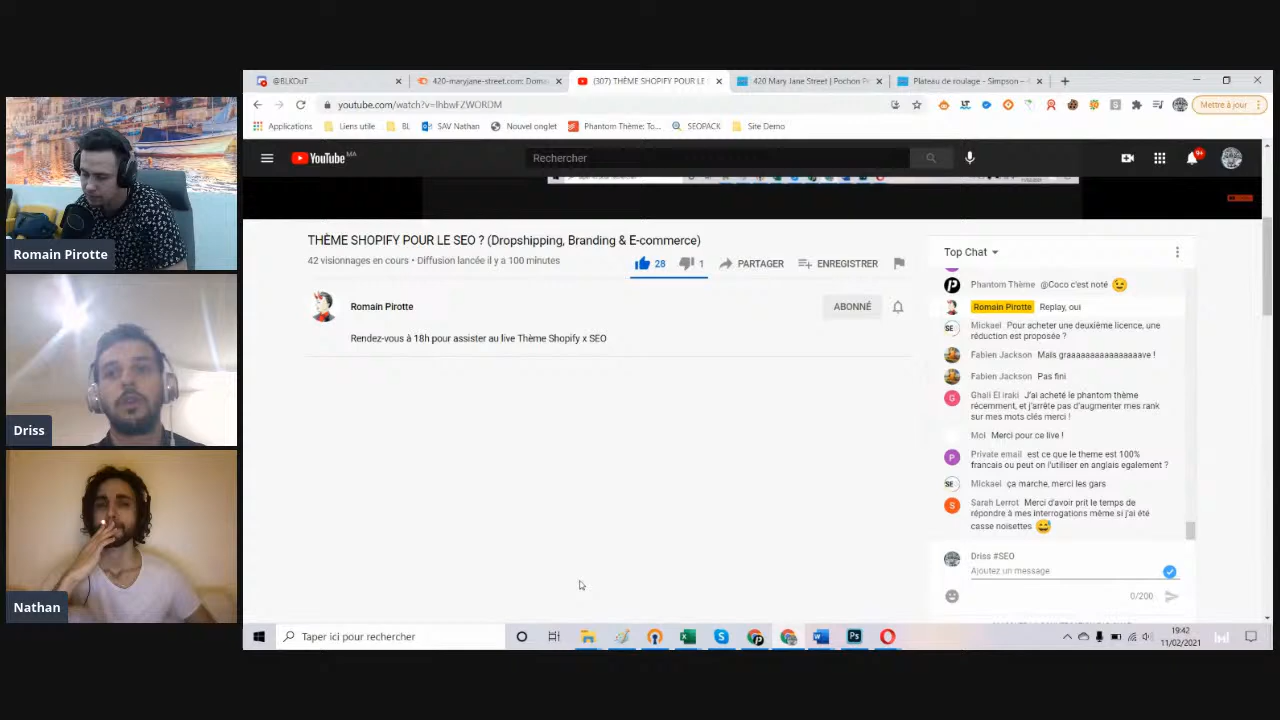 Romain Pirotte
Driss
Nathan
@BLKOuT
420-maryjane-street.com: Doma
(307) THÈME SHOPIFY POUR LE
420 Mary Jane Street | Pochon P
Plateau de roulage - Simpson -
youtube.com/watch?v=lhbwFZWORDM
Mettre à jour
Applications
Liens utile
BL
SAV Nathan
Nouvel onglet
Phantom Thème: To...
SEOPACK
Site Demo
YouTube MA
Rechercher
9+
THÈME SHOPIFY POUR LE SEO ? (Dropshipping, Branding & E-commerce)
42 visionnages en cours • Diffusion lancée il y a 100 minutes
28
1
PARTAGER
ENREGISTRER
Romain Pirotte
ABONNÉ
Rendez-vous à 18h pour assister au live Thème Shopify x SEO
Top Chat
Phantom Thème @Coco c'est noté
Romain Pirotte Replay, oui
Mickael Pour acheter une deuxième licence, une
réduction est proposée ?
Fabien Jackson Mais graaaaaaaaaaaaaaave !
Fabien Jackson Pas fini
Ghali El iraki J'ai acheté le phantom thème
récemment, et j'arrête pas d'augmenter mes rank
sur mes mots clés merci !
Moi Merci pour ce live !
Private email est ce que le theme est 100%
francais ou peut on l'utiliser en anglais egalement ?
Mickael ça marche, merci les gars
Sarah Lerrot Merci d'avoir prit le temps de
répondre à mes interrogations même si j'ai été
casse noisettes
Driss #SEO
Ajoutez un message
0/200
Taper ici pour rechercher
19:42
11/02/2021